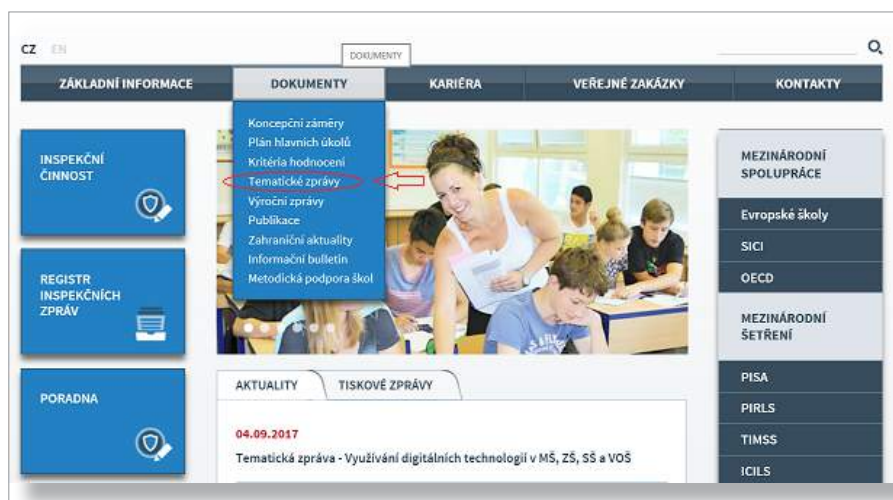 CZ EN
DOKUMENTY
ZÁKLADNÍ INFORMACE DOKUMENTY KARIÉRA VEŘEJNÉ ZAKÁZKY KONTAKTY
Koncepční záměry
Plán hlavních úkolů
Kritéria hodnocení
Tematické zprávy
Výroční zprávy
Publikace
Zahraniční aktuality
Informační bulletin
Metodická podpora škol
INSPEKČNÍ
ČINNOST
REGISTR
INSPEKČNÍCH
ZPRÁV
PORADNA
AKTUALITY TISKOVÉ ZPRÁVY
04.09.2017
Tematická zpráva - Využívání digitálních technologií v MŠ, ZŠ, SŠ a VOŠ
MEZINÁRODNÍ
SPOLUPRÁCE
Evropské školy
SICI
OECD
MEZINÁRODNÍ
ŠETŘENÍ
PISA
PIRLS
TIMSS
ICILS